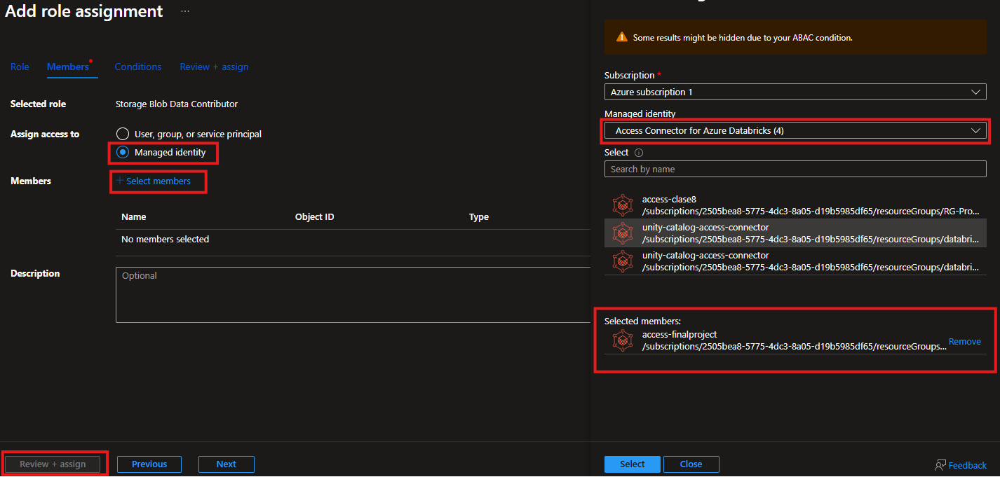 Add role assignment ...
Role Members Conditions Review + assign
Selected role Storage Blob Data Contributor
Assign access to User, group, or service principal
Managed identity
Members + Select members
Name Object ID Type
No members selected
Description Optional
Review + assign Previous Next
Some results might be hidden due to your ABAC condition.
Subscription *
Azure subscription 1
Managed identity
Access Connector for Azure Databricks (4)
Select
Search by name
access-clase8
/subscriptions/2505bea8-5775-4dc3-8a05-d19b5985df65/resourceGroups/RG-Pro...
unity-catalog-access-connector
/subscriptions/2505bea8-5775-4dc3-8a05-d19b5985df65/resourceGroups/databri...
unity-catalog-access-connector
/subscriptions/2505bea8-5775-4dc3-8a05-d19b5985df65/resourceGroups/databri...
Selected members:
access-finalproject
/subscriptions/2505bea8-5775-4dc3-8a05-d19b5985df65/resourceGroups... Remove
Select Close Feedback